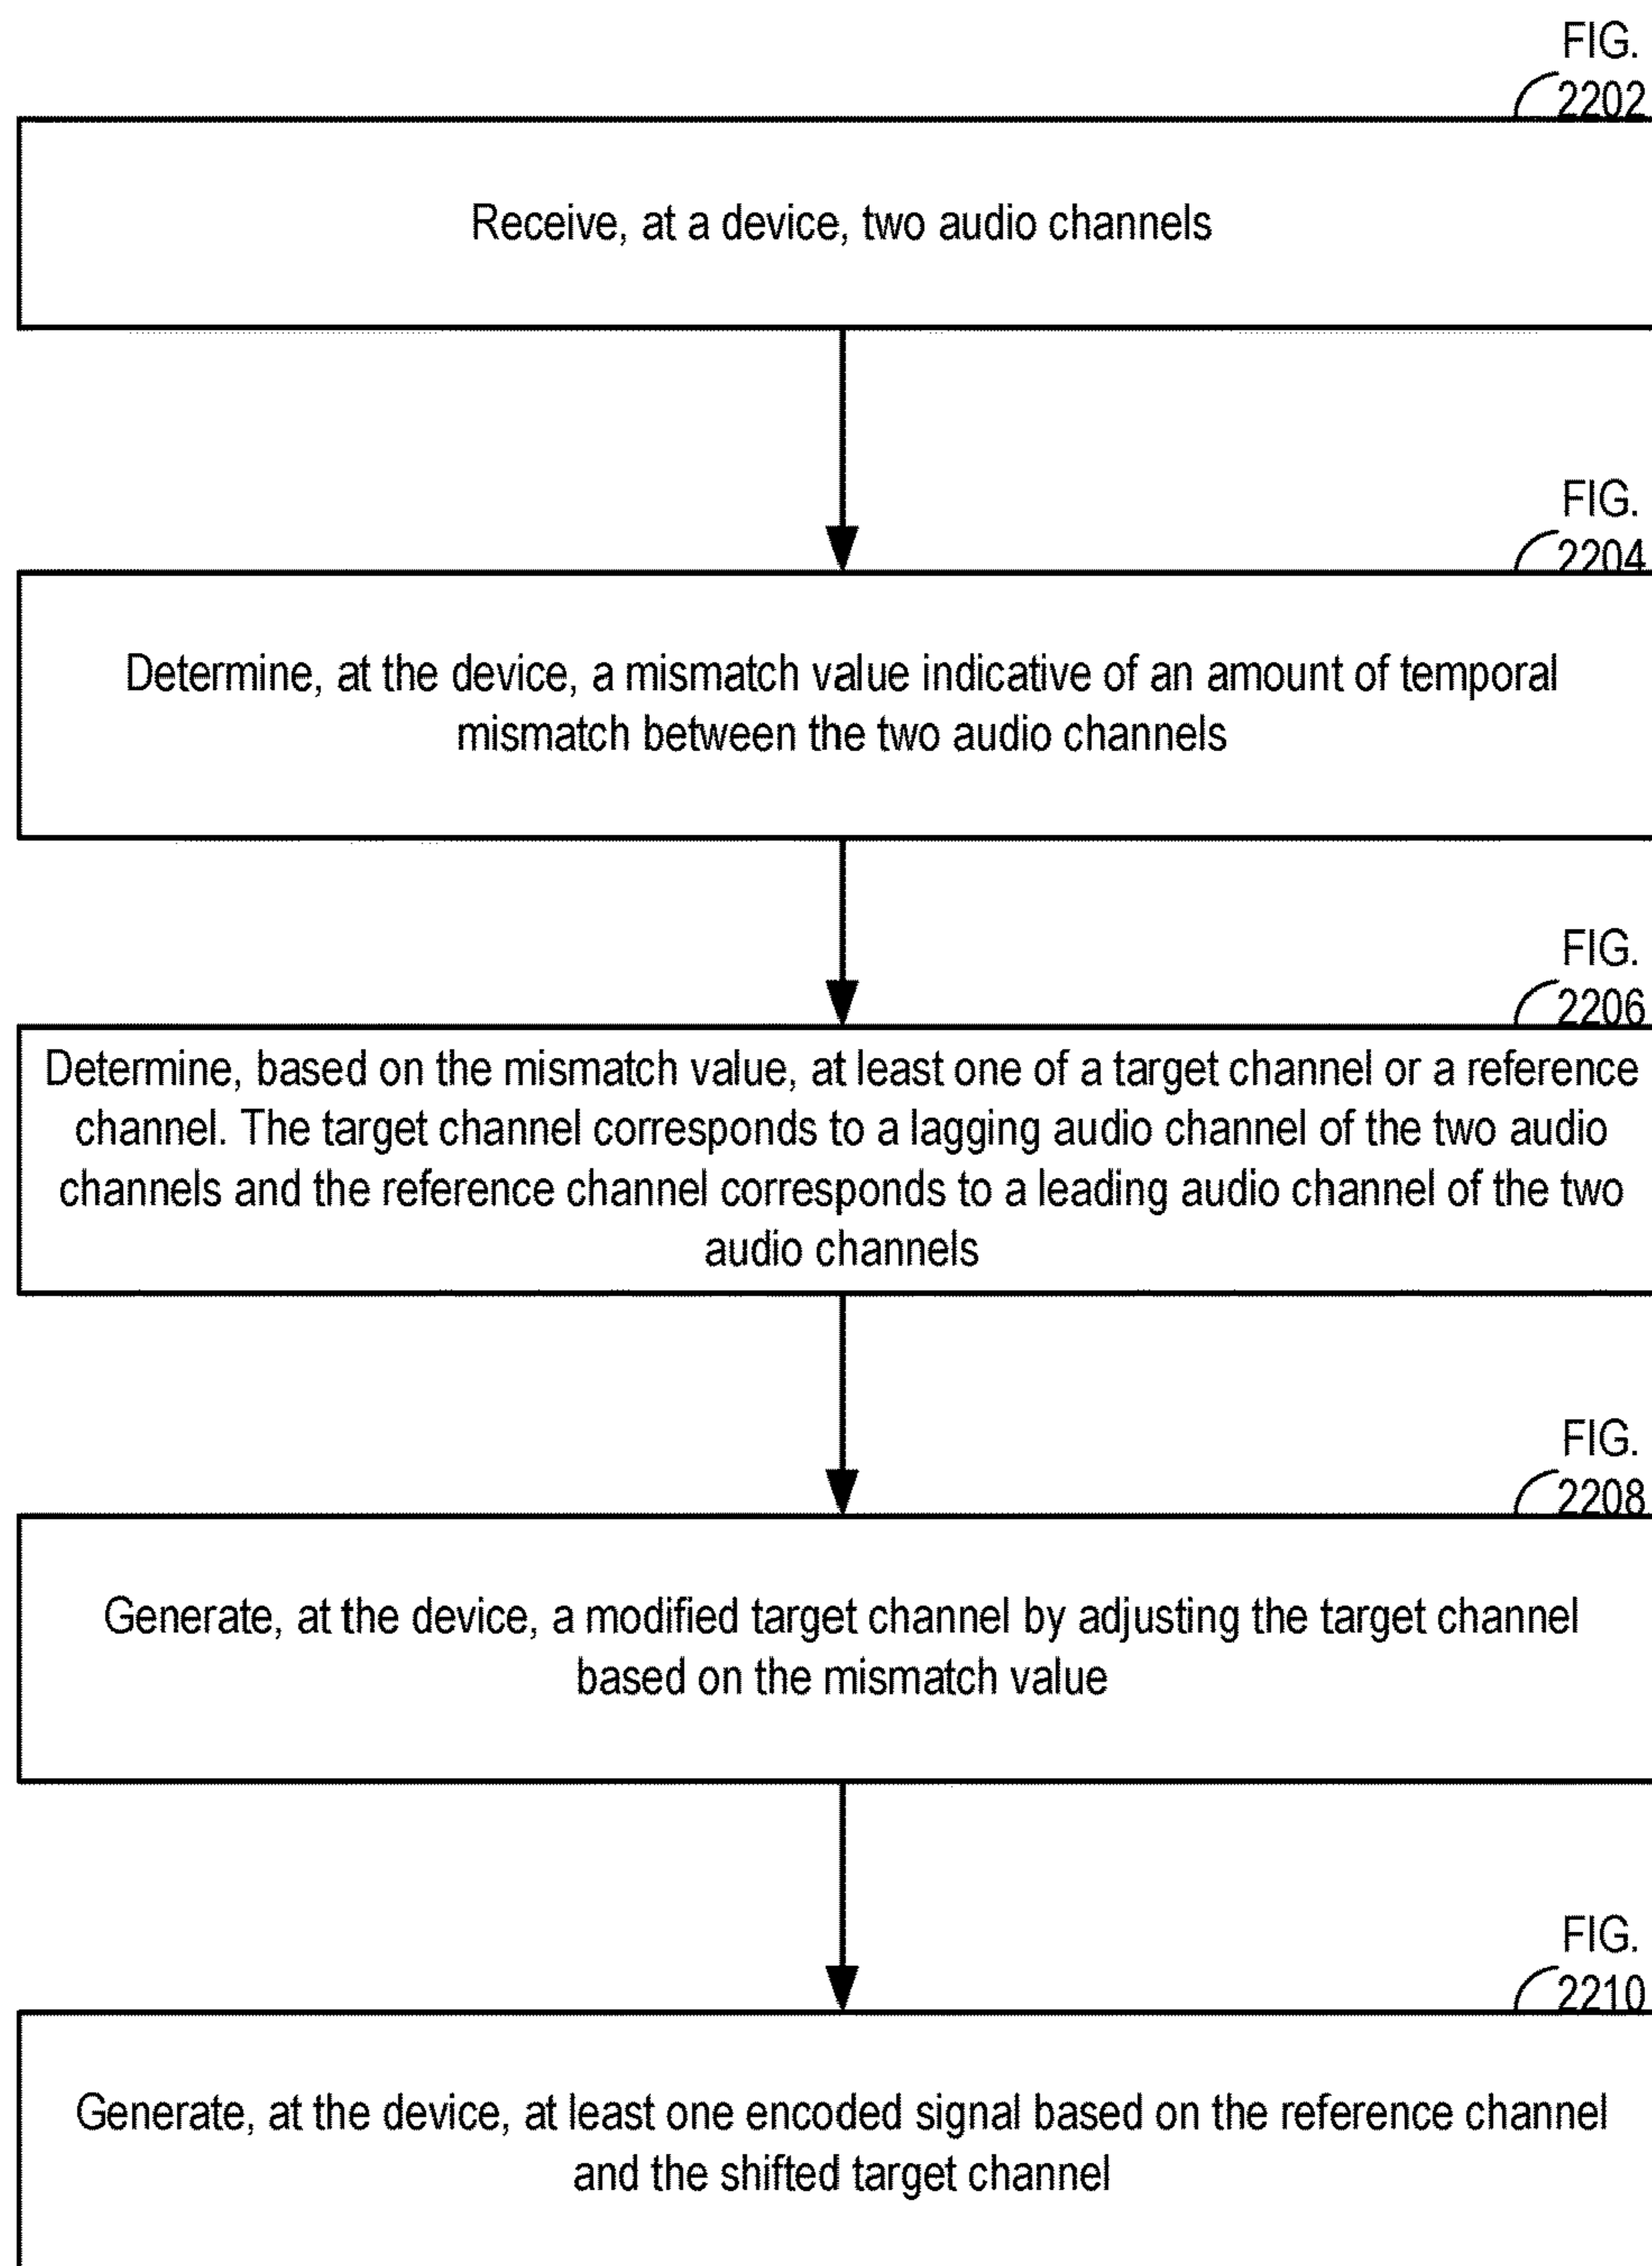 FIG.
2202
Receive, at a device, two audio channels
FIG.
2204
Determine, at the device, a mismatch value indicative of an amount of temporal
mismatch between the two audio channels
FIG.
2206
Determine, based on the mismatch value, at least one of a target channel or a reference
channel. The target channel corresponds to a lagging audio channel of the two audio
channels and the reference channel corresponds to a leading audio channel of the two
audio channels
FIG.
2208
Generate, at the device, a modified target channel by adjusting the target channel
based on the mismatch value
FIG.
2210
Generate, at the device, at least one encoded signal based on the reference channel
and the shifted target channel